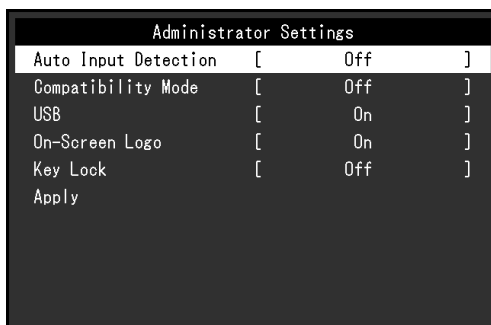 Administrator Settings
Auto Input Detection [ Off ]
Compatibility Mode [ Off ]
USB [ On ]
On-Screen Logo [ On ]
Key Lock [ Off ]
Apply